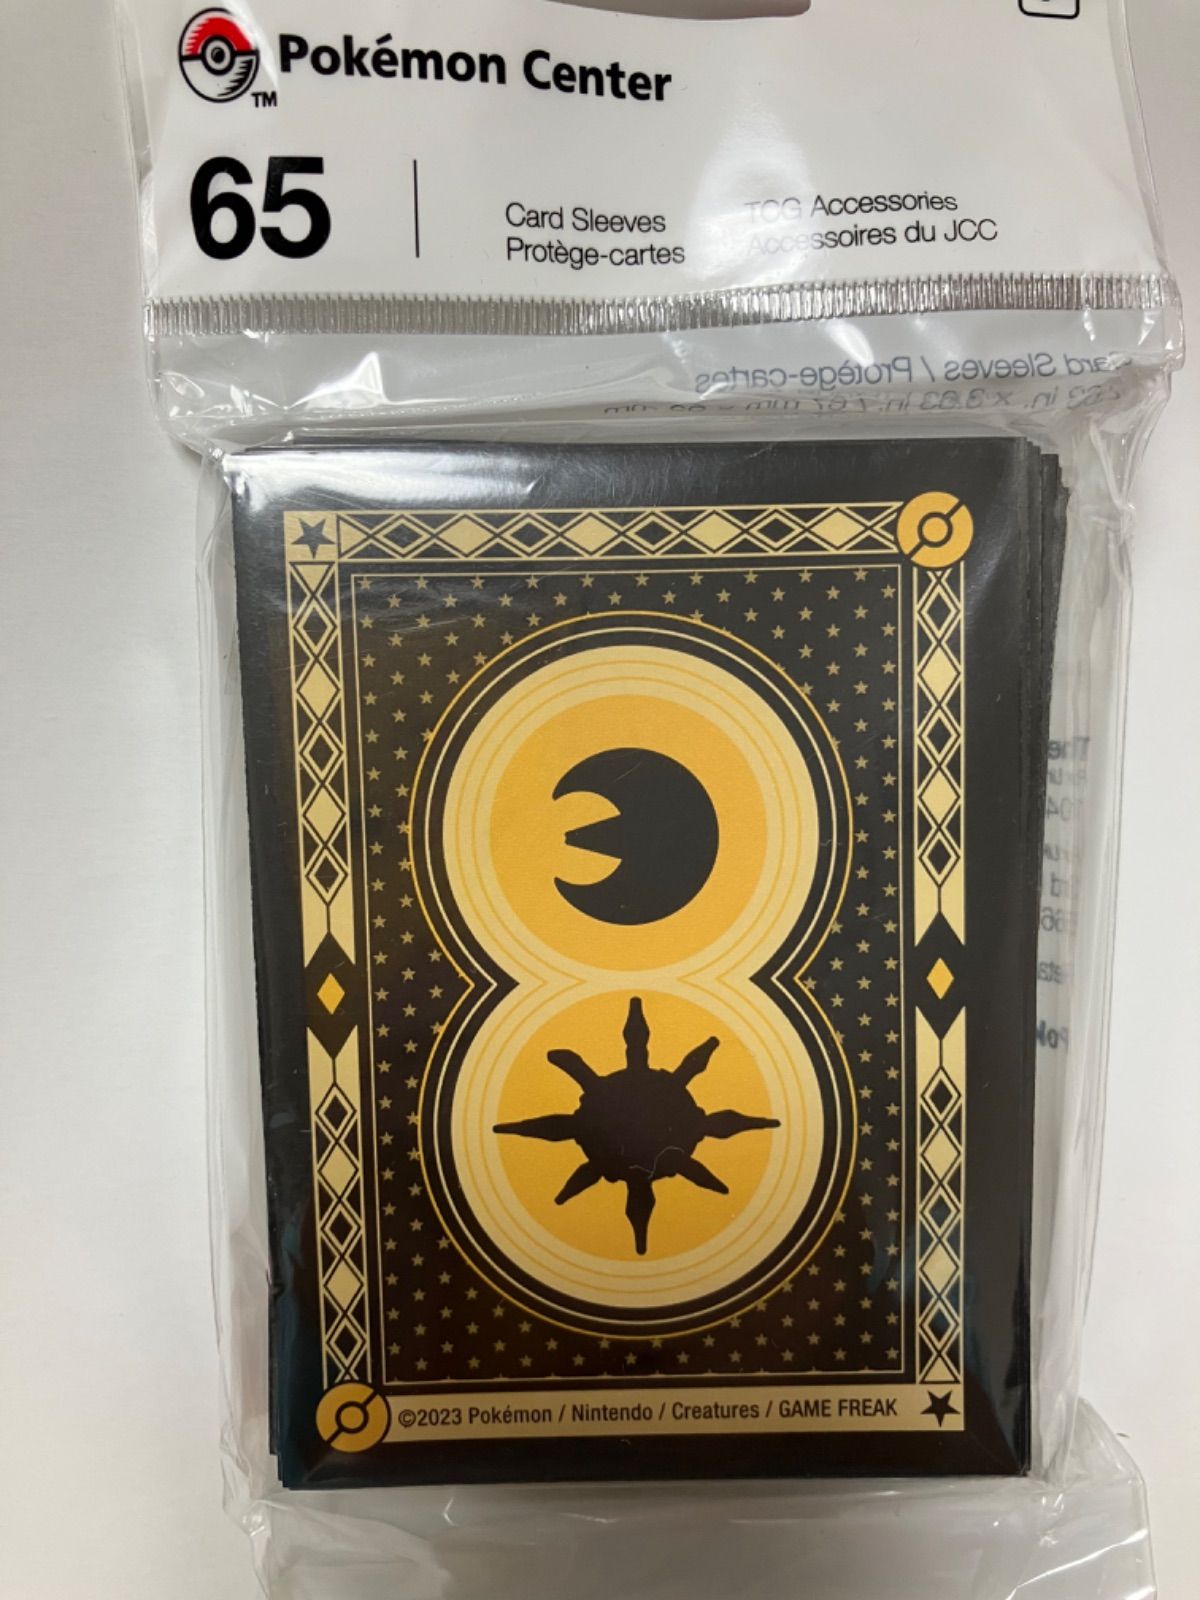 Pokémon Center
TM
65
Card Sleeves
Protège-cartes
TCG Accessories
Accessoires du JCC
Card Sleeves / Protège-cartes
©2023 Pokémon / Nintendo / Creatures / GAME FREAK